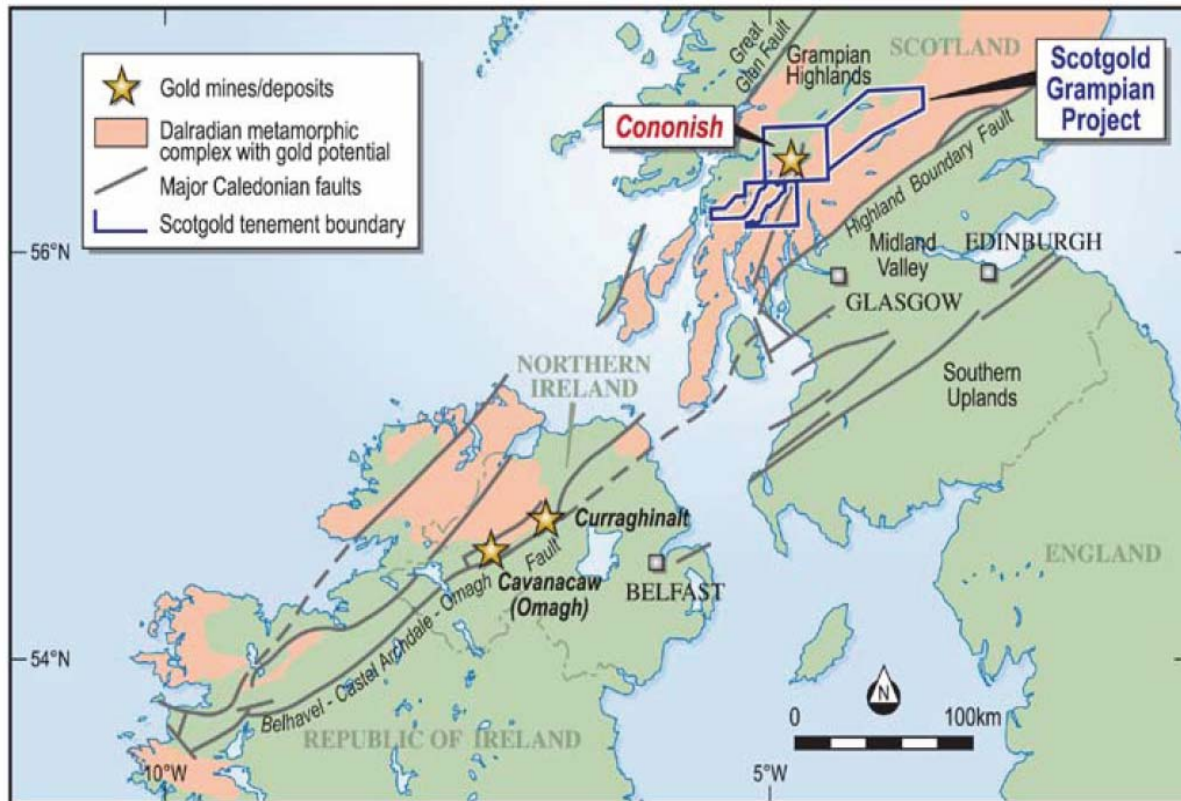 Gold mines/deposits
Dalradian metamorphic
complex with gold potential
Major Caledonian faults
Scotgold tenement boundary
Great
Glen Fault
Grampian
Highlands
SCOTLAND
Scotgold
Grampian
Project
Cononish
Highland Boundary Fault
56°N
Midland
Valley
EDINBURGH
GLASGOW
NORTHERN
IRELAND
Southern
Uplands
Curraghinalt
Cavanacaw
(Omagh)
BELFAST
ENGLAND
54°N
Belhavel - Castel Archdale - Omagh Fault
REPUBLIC OF IRELAND
N
0 100km
10°W
5°W